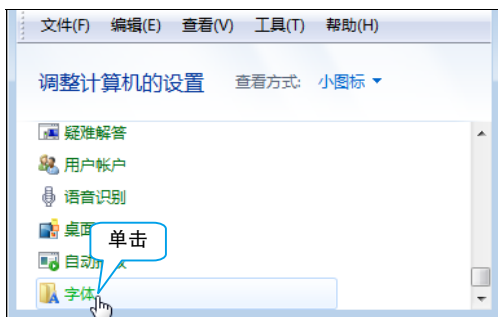 文件(F) 编辑(E) 查看(V) 工具(T) 帮助(H)
调整计算机的设置 查看方式: 小图标
疑难解答
用户帐户
语音识别
桌面
单击
自动
字体